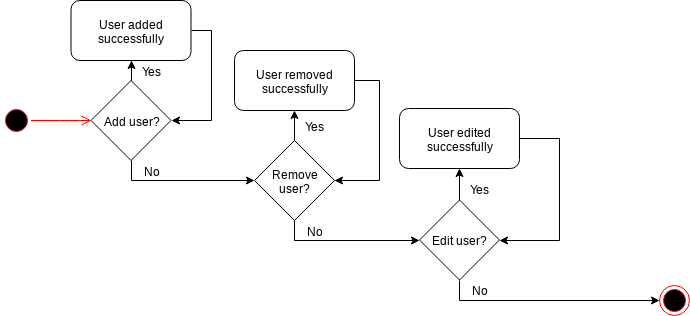 User added
successfully
Yes
Add user?
No
User removed
successfully
Yes
Remove
user?
No
User edited
successfully
Yes
Edit user?
No